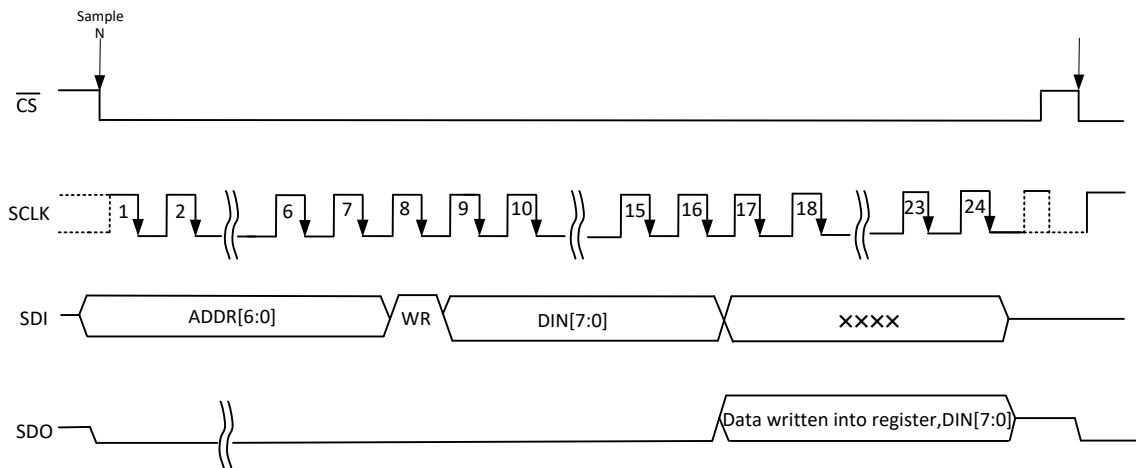 Sample
N
CS
SCLK
1 2 6 7 8 9 10 15 16 17 18 23 24
SDI
ADDR[6:0] WR DIN[7:0] ××××
SDO
Data written into register,DIN[7:0]